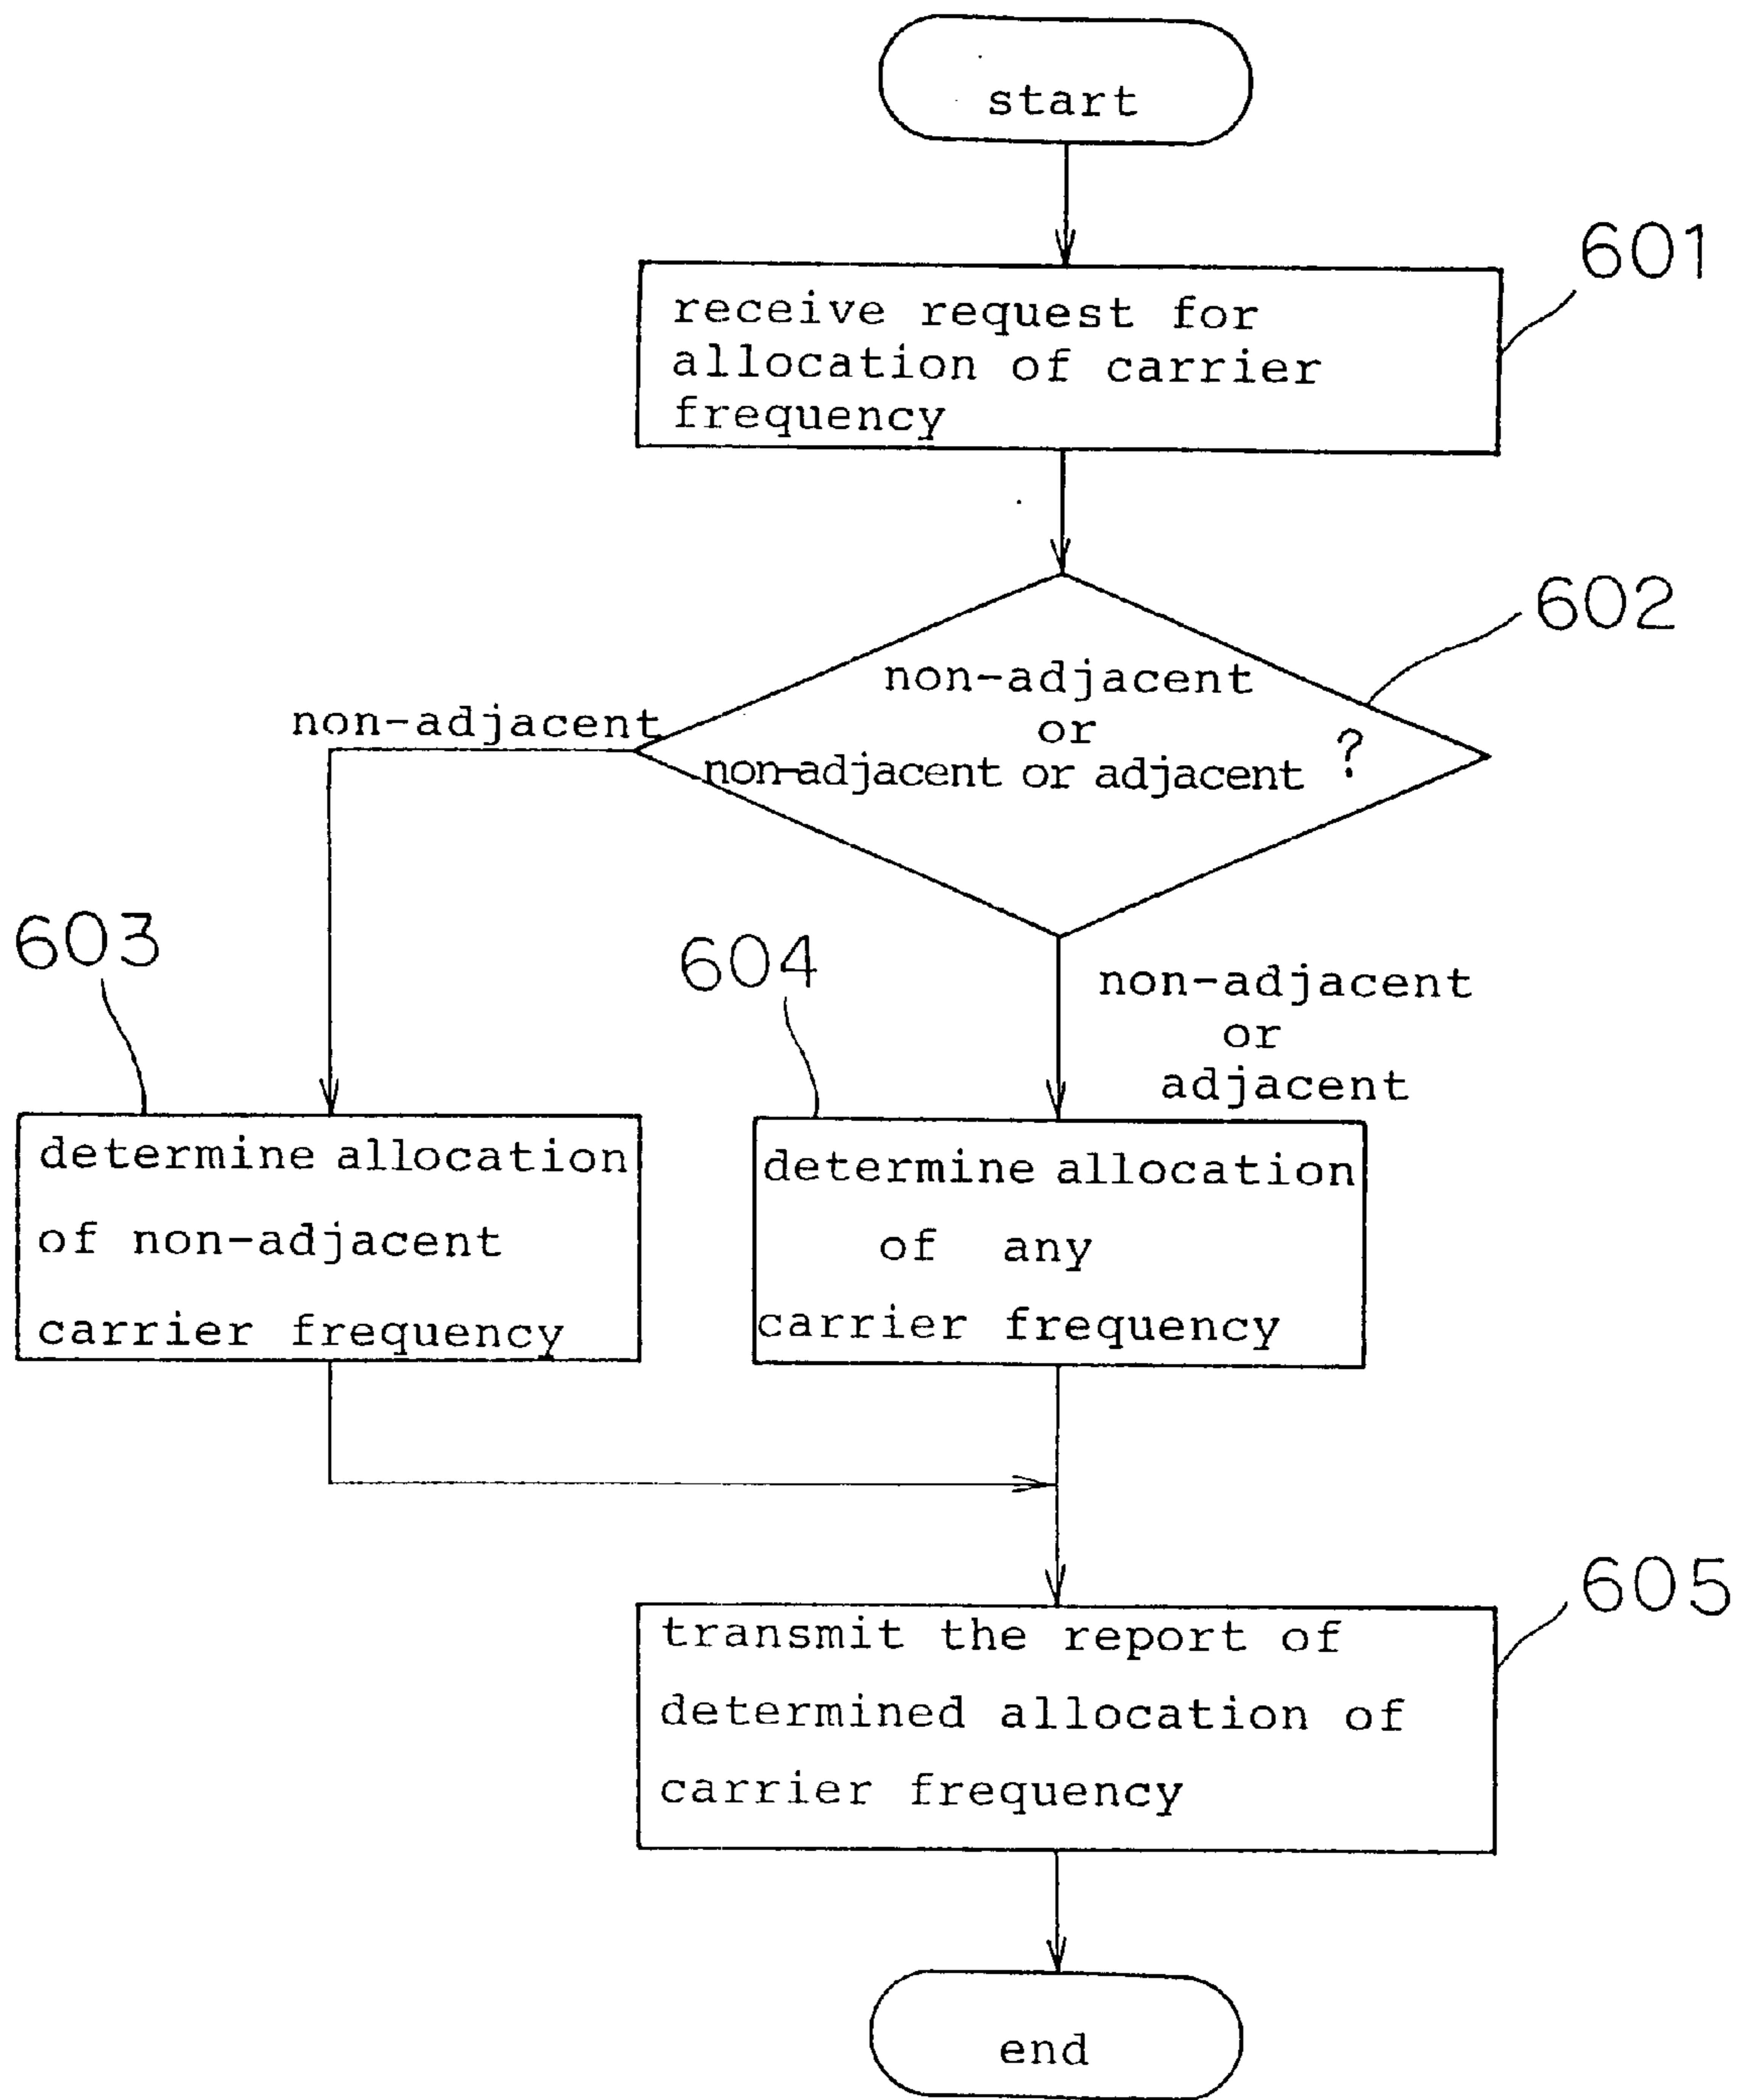 start
601
receive request for
allocation of carrier
frequency
602
non-adjacent
or
non-adjacent or adjacent ?
non-adjacent
603
604
non-adjacent
or
adjacent
determine allocation
of non-adjacent
carrier frequency
determine allocation
of any
carrier frequency
605
transmit the report of
determined allocation of
carrier frequency
end